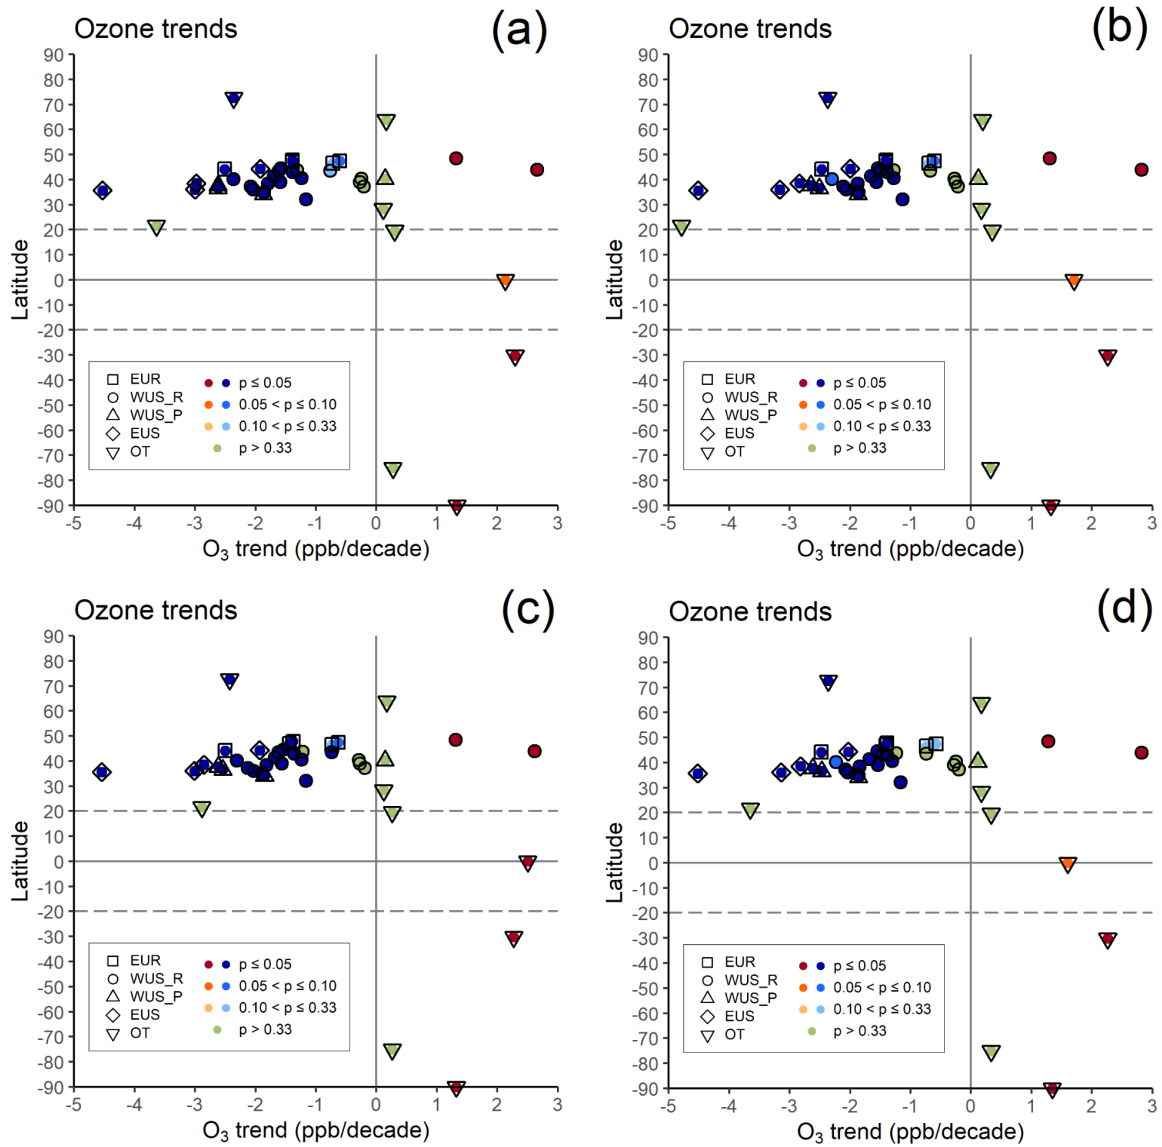 Ozone trends (a)
Latitude
90
80
70
60
50
40
30
20
10
0
-10
-20
-30
-40
-50
-60
-70
-80
-90
EUR
WUS_R
WUS_P
EUS
OT
p ≤ 0.05
0.05 < p ≤ 0.10
0.10 < p ≤ 0.33
p > 0.33
-5 -4 -3 -2 -1 0 1 2 3
O3 trend (ppb/decade)
Ozone trends (b)
Latitude
90
80
70
60
50
40
30
20
10
0
-10
-20
-30
-40
-50
-60
-70
-80
-90
EUR
WUS_R
WUS_P
EUS
OT
p ≤ 0.05
0.05 < p ≤ 0.10
0.10 < p ≤ 0.33
p > 0.33
-5 -4 -3 -2 -1 0 1 2 3
O3 trend (ppb/decade)
Ozone trends (c)
Latitude
90
80
70
60
50
40
30
20
10
0
-10
-20
-30
-40
-50
-60
-70
-80
-90
EUR
WUS_R
WUS_P
EUS
OT
p ≤ 0.05
0.05 < p ≤ 0.10
0.10 < p ≤ 0.33
p > 0.33
-5 -4 -3 -2 -1 0 1 2 3
O3 trend (ppb/decade)
Ozone trends (d)
Latitude
90
80
70
60
50
40
30
20
10
0
-10
-20
-30
-40
-50
-60
-70
-80
-90
EUR
WUS_R
WUS_P
EUS
OT
p ≤ 0.05
0.05 < p ≤ 0.10
0.10 < p ≤ 0.33
p > 0.33
-5 -4 -3 -2 -1 0 1 2 3
O3 trend (ppb/decade)